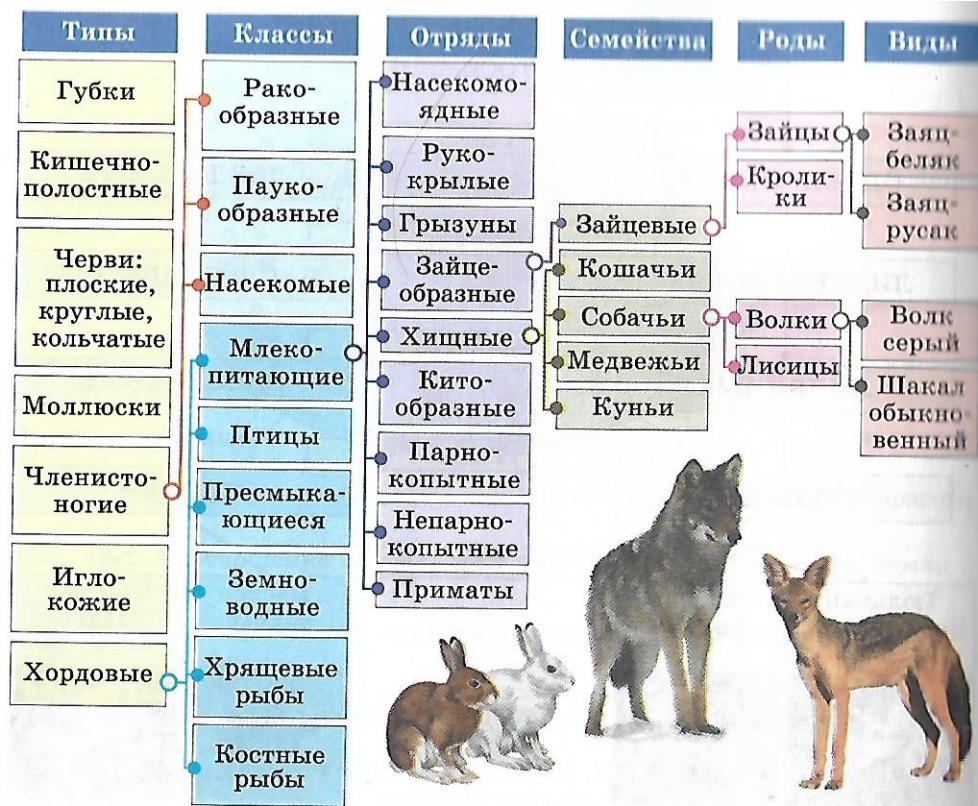 Типы
Классы
Отряды
Семейства
Роды
Виды
Губки
Кишечно-
полостные
Черви:
плоские,
круглые,
кольчатые
Моллюски
Членисто-
ногие
Игло-
кожие
Хордовые
Рако-
образные
Пауко-
образные
Насекомые
Млеко-
питающие
Птицы
Пресмыка-
ющиеся
Земно-
водные
Хрящевые
рыбы
Костные
рыбы
Насекомо-
ядные
Руко-
крылые
Грызуны
Зайце-
образные
Хищные
Кито-
образные
Парно-
копытные
Непарно-
копытные
Приматы
Зайцевые
Кошачьи
Собачьи
Медвежьи
Куньи
Зайцы
Кроли-
ки
Волки
Лисицы
Заяц-
беляк
Заяц-
русак
Волк
серый
Шакал
обыкно-
венный